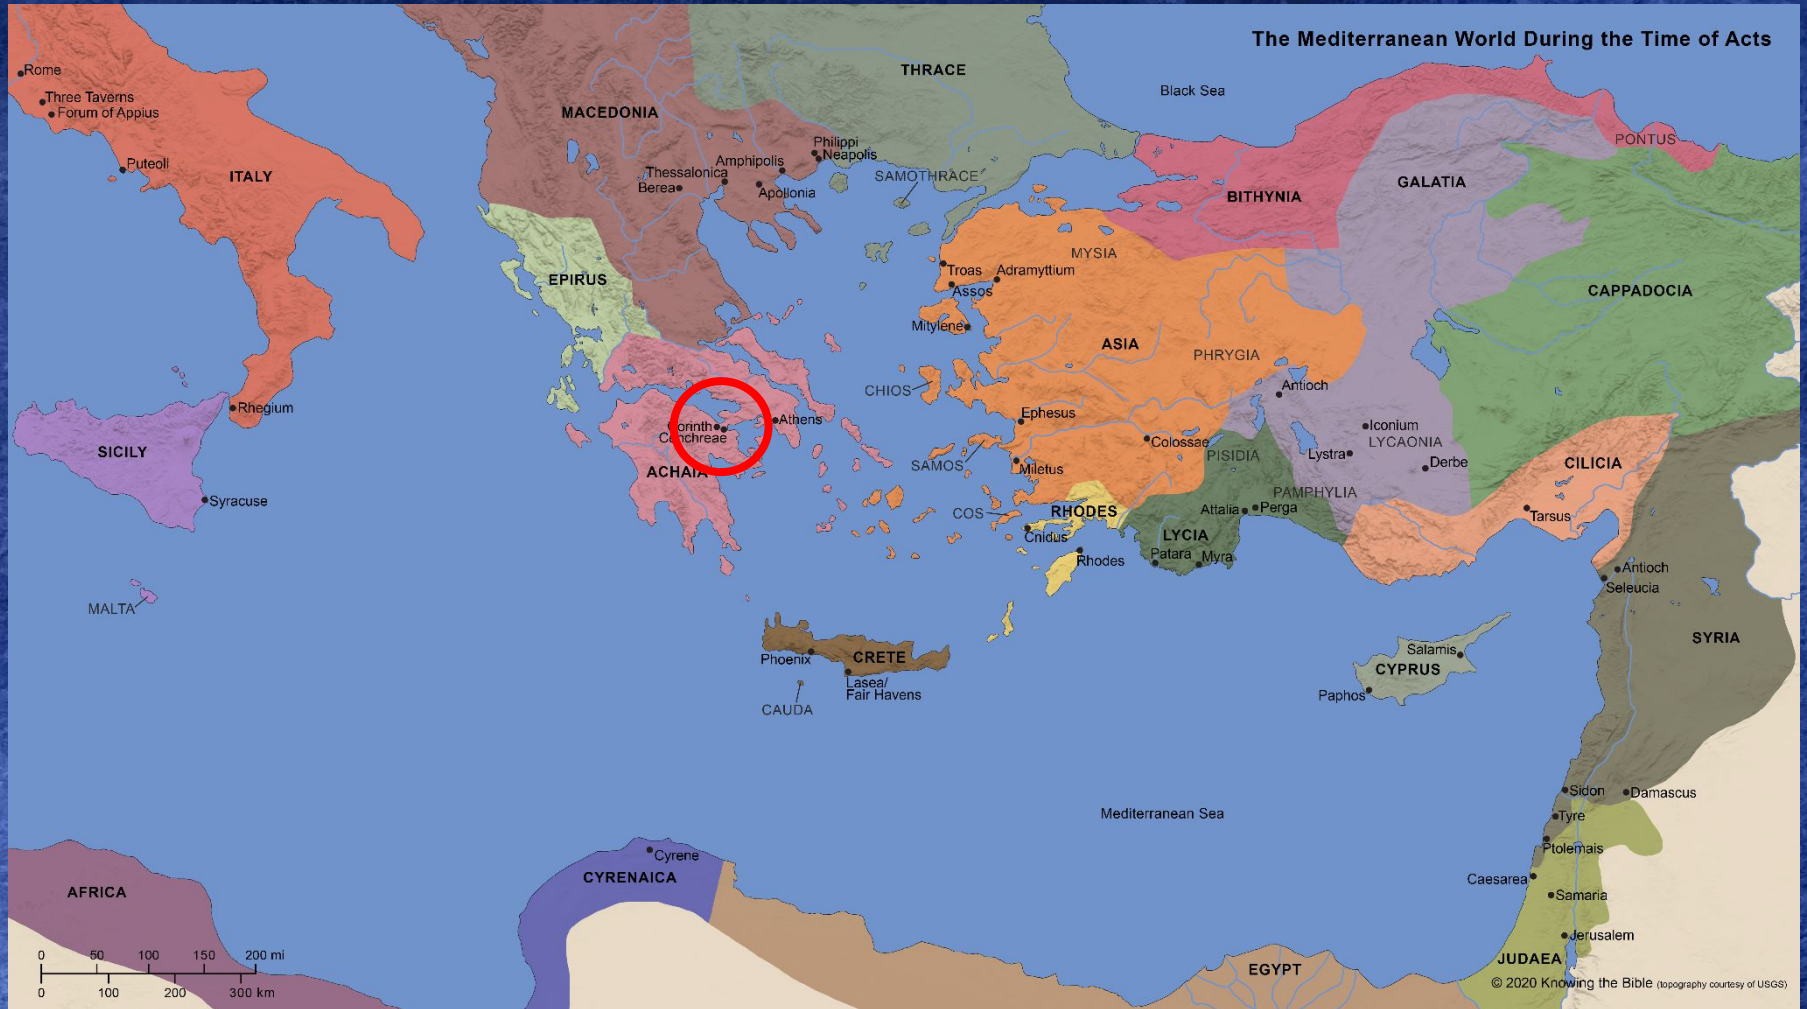 The Mediterranean World During the Time of Acts
Rome
Three Taverns
Forum of Appius
Puteoli
ITALY
Rhegium
SICILY
Syracuse
MALTA
MACEDONIA
THRACE
Black Sea
Philippi
Neapolis
Amphipolis
Thessalonica
Berea
Apollonia
SAMOTHRACE
EPIRUS
BITHYNIA
GALATIA
PONTUS
CAPPADOCIA
MYSIA
Troas
Adramyttium
Assos
Mitylene
ASIA
PHRYGIA
CHIOS
Antioch
Ephesus
Athens
Corinth
Cenchreae
ACHAIA
Colossae
Iconium
LYCAONIA
Lystra
Derbe
PISIDIA
SAMOS
Miletus
CILICIA
PAMPHYLIA
Tarsus
COS
RHODES
Attalia
Perga
Cnidus
LYCIA
Patara
Myra
Rhodes
Antioch
Seleucia
SYRIA
Phoenix
CRETE
Lasea/
Fair Havens
CAUDA
Salamis
CYPRUS
Paphos
Sidon
Damascus
Tyre
Ptolemais
Mediterranean Sea
Caesarea
Samaria
Jerusalem
JUDAEA
Cyrene
CYRENAICA
AFRICA
EGYPT
0 50 100 150 200 mi
0 100 200 300 km
© 2020 Knowing the Bible (topography courtesy of USGS)